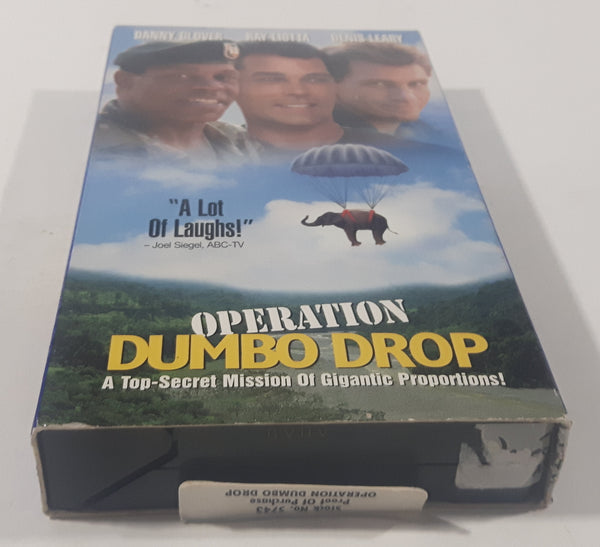 DANNY GLOVER RAY LIOTTA DENIS LEARY
"A Lot
Of Laughs!"
– Joel Siegel, ABC-TV
OPERATION
DUMBO DROP
A Top-Secret Mission Of Gigantic Proportions!
Stock No. 5743
Proof Of Purchase
OPERATION DUMBO DROP